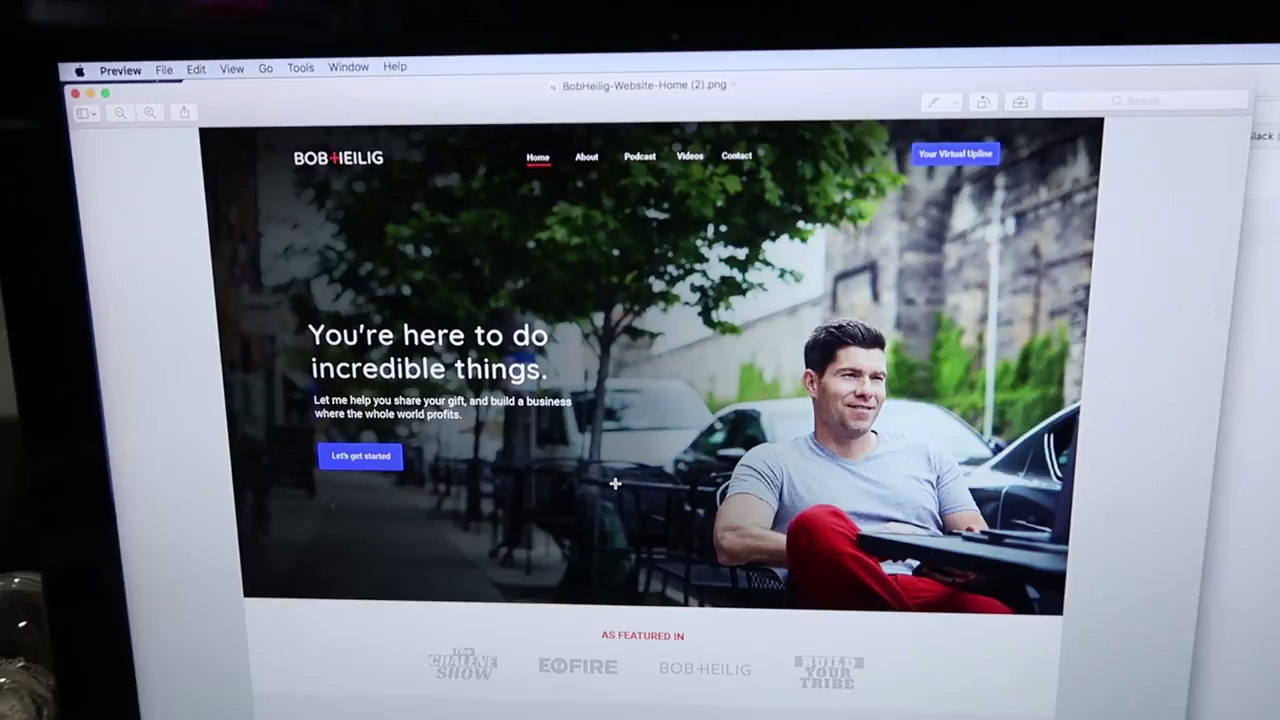 Preview File Edit View Go Tools Window Help
BobHeilig-Website-Home (2).png
Search
BOB HEILIG
Home About Podcast Videos Contact
Your Virtual Upline
You're here to do
incredible things.
Let me help you share your gift, and build a business
where the whole world profits.
Let's get started
AS FEATURED IN
The
CHALENE
SHOW
EOFIRE
BOB HEILIG
BUILD
YOUR
TRIBE